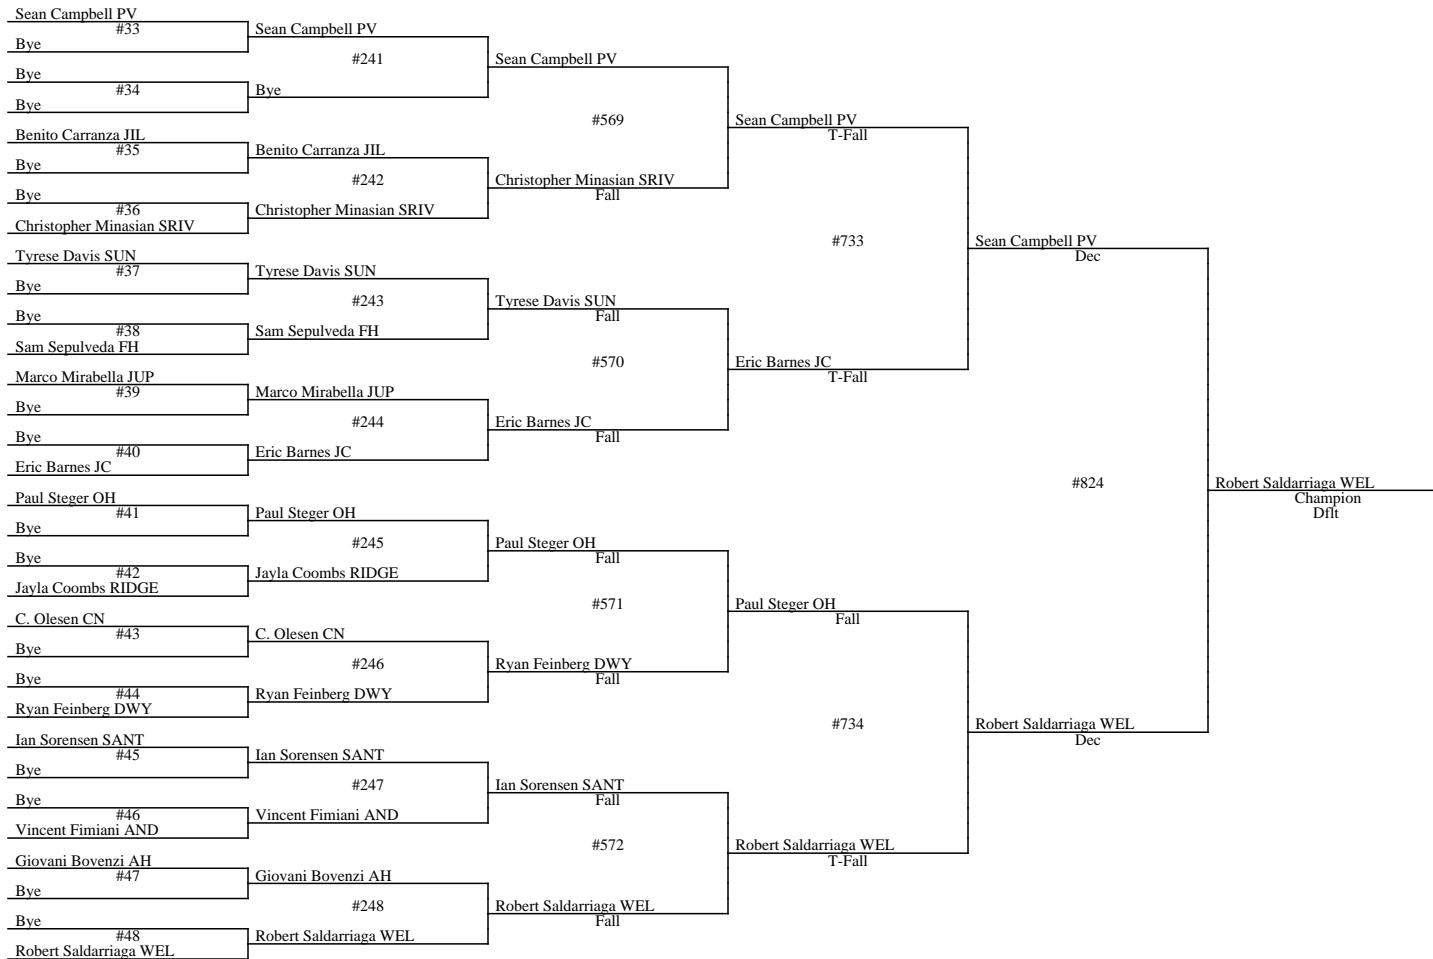 Sean Campbell PV
#33
Bye
Bye
#34
Bye
Benito Carranza JIL
#35
Bye
Bye
#36
Christopher Minasian SRIV
Tyrese Davis SUN
#37
Bye
Bye
#38
Sam Sepulveda FH
Marco Mirabella JUP
#39
Bye
Bye
#40
Eric Barnes JC
Paul Steger OH
#41
Bye
Bye
#42
Jayla Coombs RIDGE
C. Olesen CN
#43
Bye
Bye
#44
Ryan Feinberg DWY
Ian Sorensen SANT
#45
Bye
Bye
#46
Vincent Fimiani AND
Giovani Bovenzi AH
#47
Bye
Bye
#48
Robert Saldarriaga WEL
Sean Campbell PV
#241
Bye
Benito Carranza JIL
#242
Christopher Minasian SRIV
Tyrese Davis SUN
#243
Sam Sepulveda FH
Marco Mirabella JUP
#244
Eric Barnes JC
Paul Steger OH
#245
Jayla Coombs RIDGE
C. Olesen CN
#246
Ryan Feinberg DWY
Ian Sorensen SANT
#247
Vincent Fimiani AND
Giovani Bovenzi AH
#248
Robert Saldarriaga WEL
Sean Campbell PV
#569
Christopher Minasian SRIV
Fall
Tyrese Davis SUN
Fall
#570
Eric Barnes JC
Fall
Paul Steger OH
Fall
#571
Ryan Feinberg DWY
Fall
Ian Sorensen SANT
Fall
#572
Robert Saldarriaga WEL
Fall
Sean Campbell PV
T-Fall
#733
Eric Barnes JC
T-Fall
Paul Steger OH
Fall
#734
Robert Saldarriaga WEL
T-Fall
Sean Campbell PV
Dec
#824
Robert Saldarriaga WEL
Dec
Robert Saldarriaga WEL
Champion
Dflt